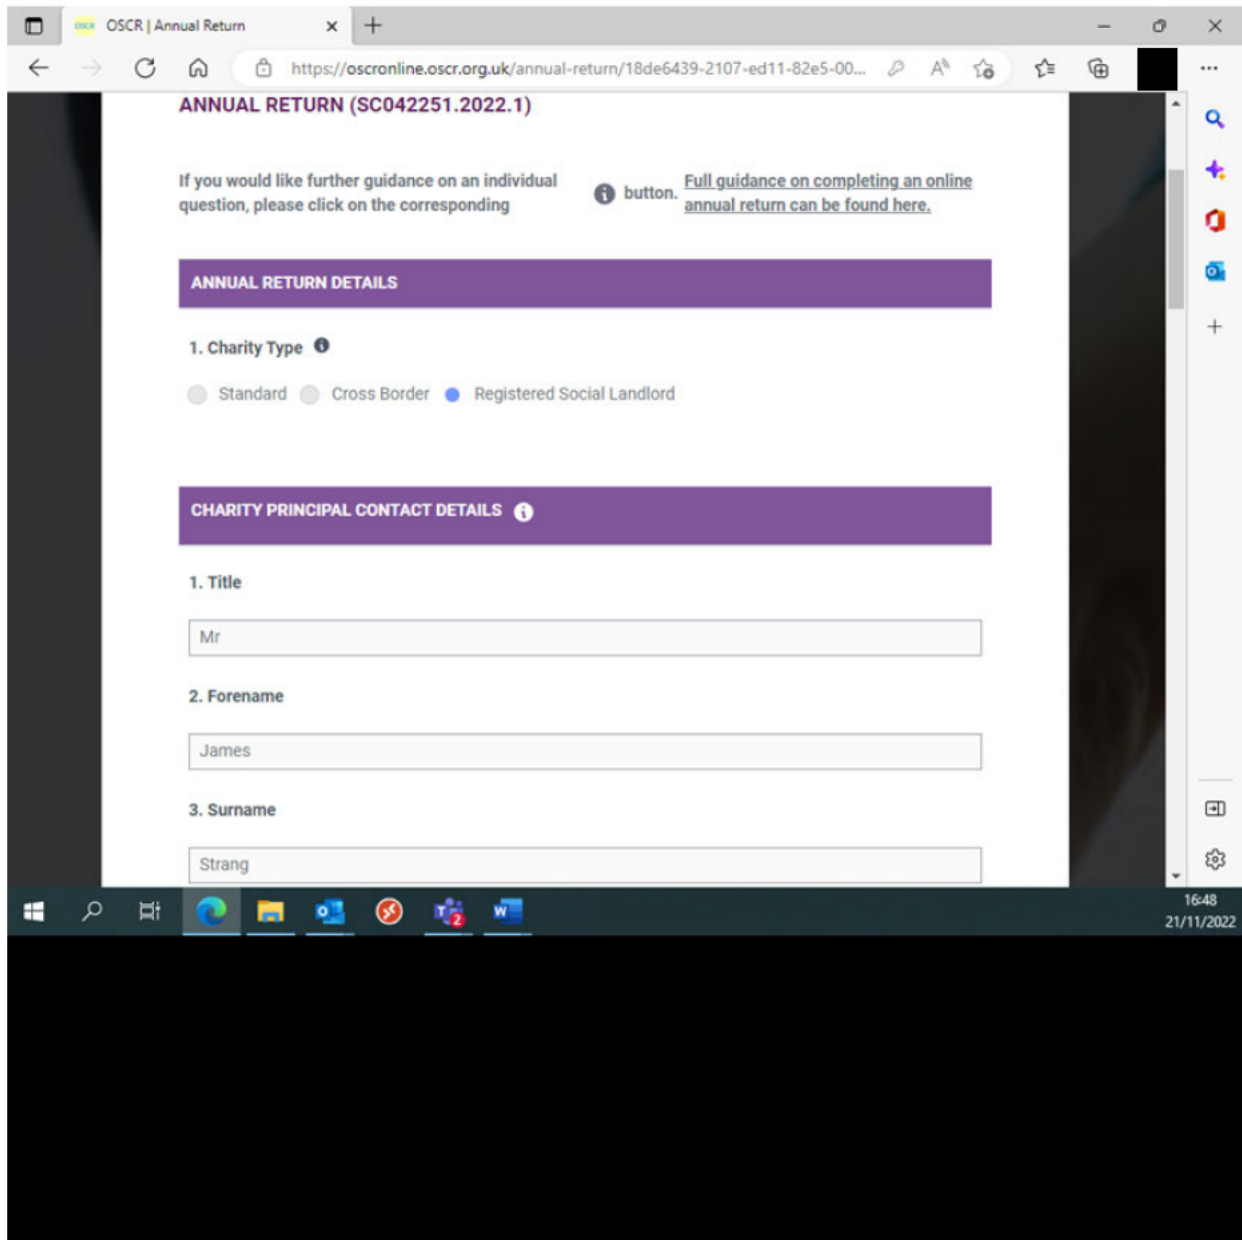 OSCR | Annual Return
https://oscronline.oscr.org.uk/annual-return/18de6439-2107-ed11-82e5-00...
ANNUAL RETURN (SC042251.2022.1)
If you would like further guidance on an individual
question, please click on the corresponding
button.
Full guidance on completing an online
annual return can be found here.
ANNUAL RETURN DETAILS
1. Charity Type
Standard Cross Border Registered Social Landlord
CHARITY PRINCIPAL CONTACT DETAILS
1. Title
Mr
2. Forename
James
3. Surname
Strang
16:48
21/11/2022